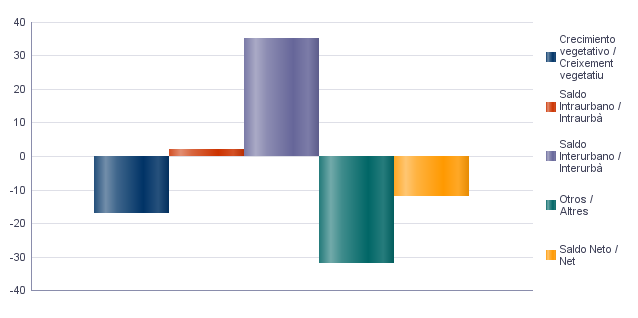 40
30
20
10
0
-10
-20
-30
-40
Crecimiento
vegetativo /
Creixement
vegetatiu
Saldo
Intraurbano /
Intraurbà
Saldo
Interurbano /
Interurbà
Otros /
Altres
Saldo Neto /
Net